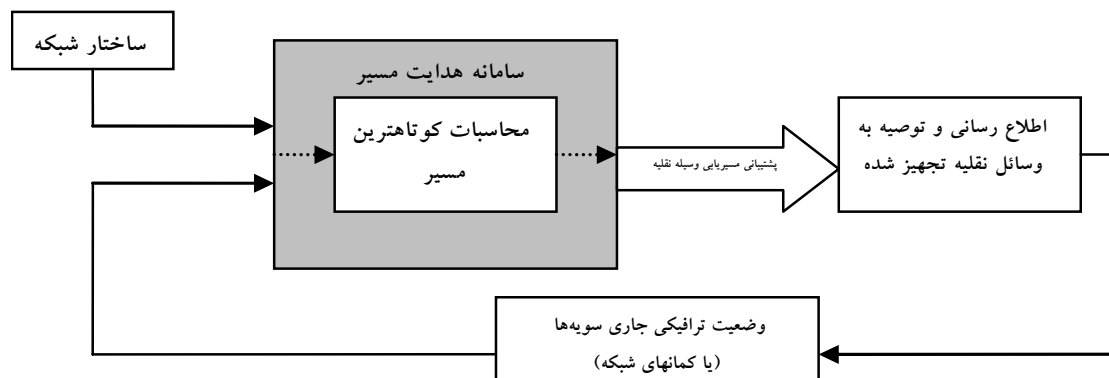 ساختار شبکه
سامانه هدایت مسیر
محاسبات کوتاهترین
مسیر
پشتیبانی مسیریابی وسیله نقلیه
اطلاع رسانی و توصیه به
وسائل نقلیه تجهیز شده
وضعیت ترافیکی جاری سویه‌ها
(یا کمانهای شبکه)